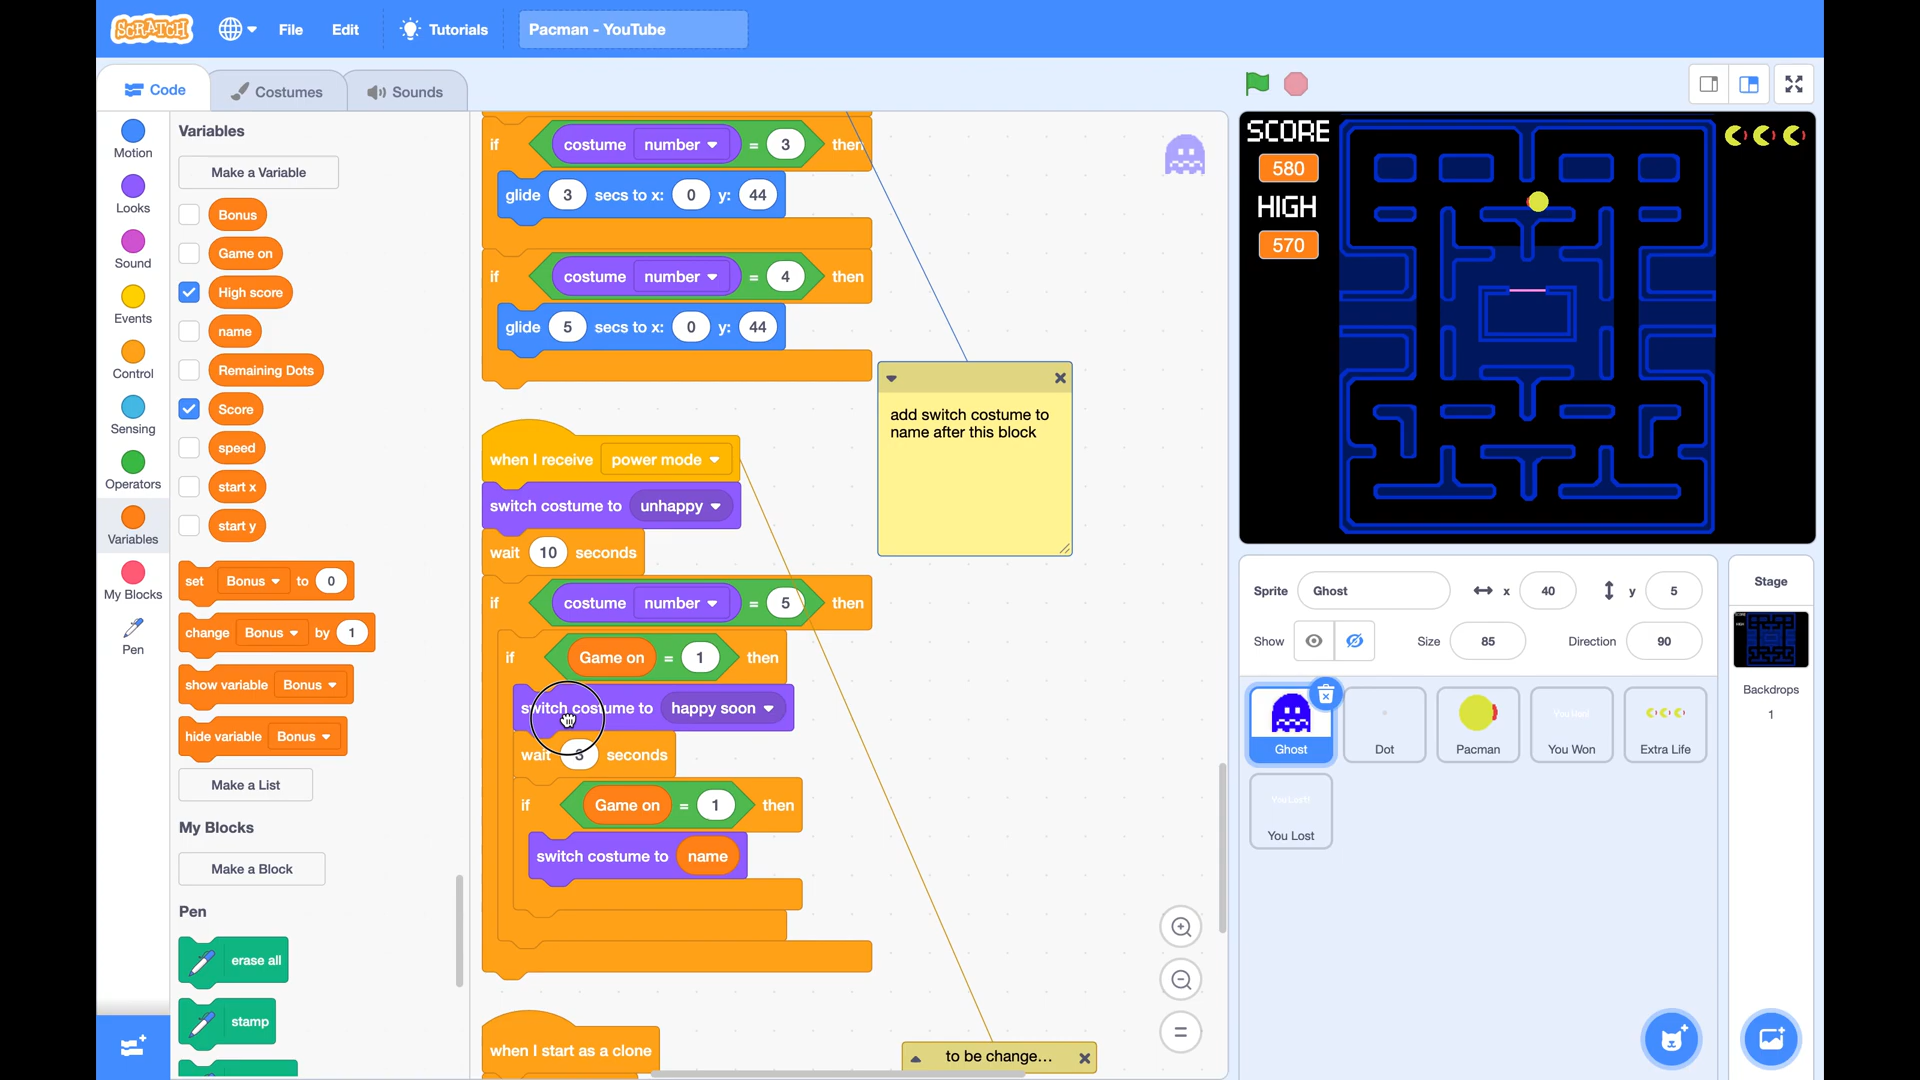 SCRATCH File Edit Tutorials Pacman - YouTube
Code Costumes Sounds
Motion
Looks
Sound
Events
Control
Sensing
Operators
Variables
My Blocks
Pen
Variables
Make a Variable
Bonus
Game on
High score
name
Remaining Dots
Score
speed
start x
start y
set Bonus to 0
change Bonus by 1
show variable Bonus
hide variable Bonus
Make a List
My Blocks
Make a Block
Pen
erase all
stamp
if costume number = 3 then
glide 3 secs to x: 0 y: 44
if costume number = 4 then
glide 5 secs to x: 0 y: 44
add switch costume to
name after this block
when I receive power mode
switch costume to unhappy
wait 10 seconds
if costume number = 5 then
if Game on = 1 then
switch costume to happy soon
wait 3 seconds
if Game on = 1 then
switch costume to name
when I start as a clone
to be change...
SCORE
580
HIGH
570
Sprite Ghost x 40 y 5
Show Size 85 Direction 90
Ghost Dot Pacman You Won Extra Life
You Lost
Stage
Backdrops
1